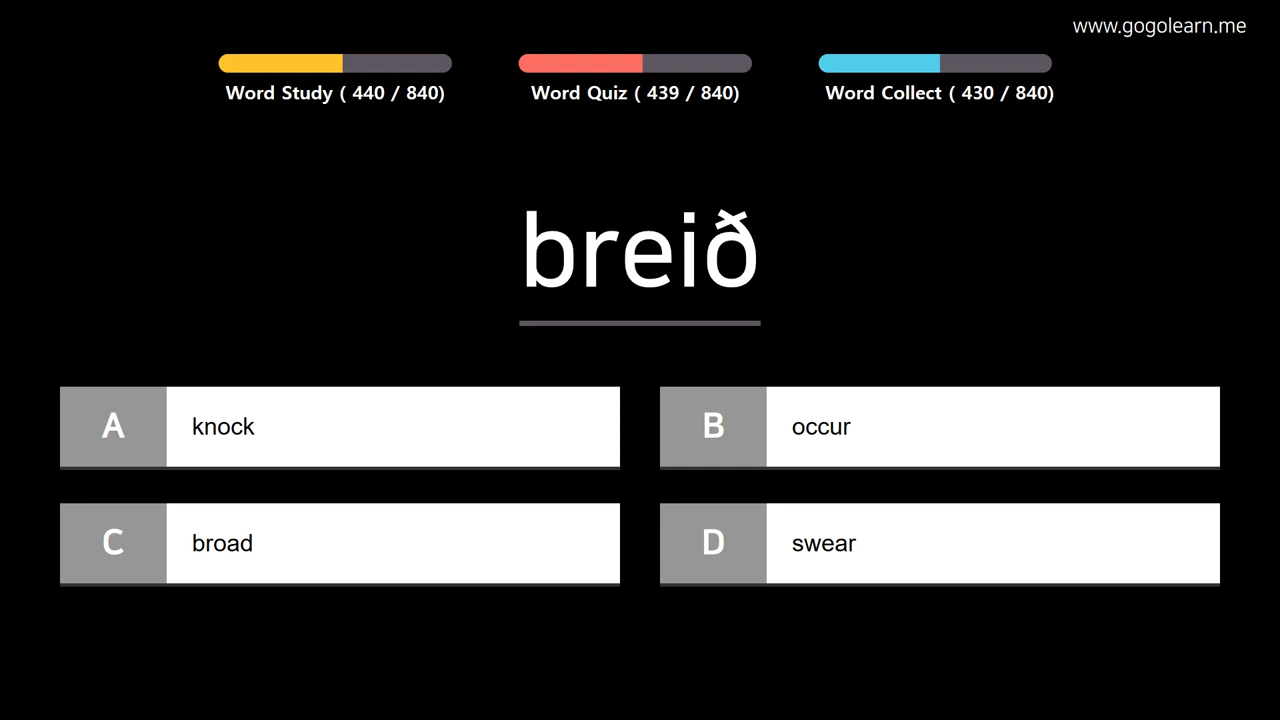 www.gogolearn.me
Word Study ( 440 / 840)
Word Quiz ( 439 / 840)
Word Collect ( 430 / 840)
breið
A knock
B occur
C broad
D swear